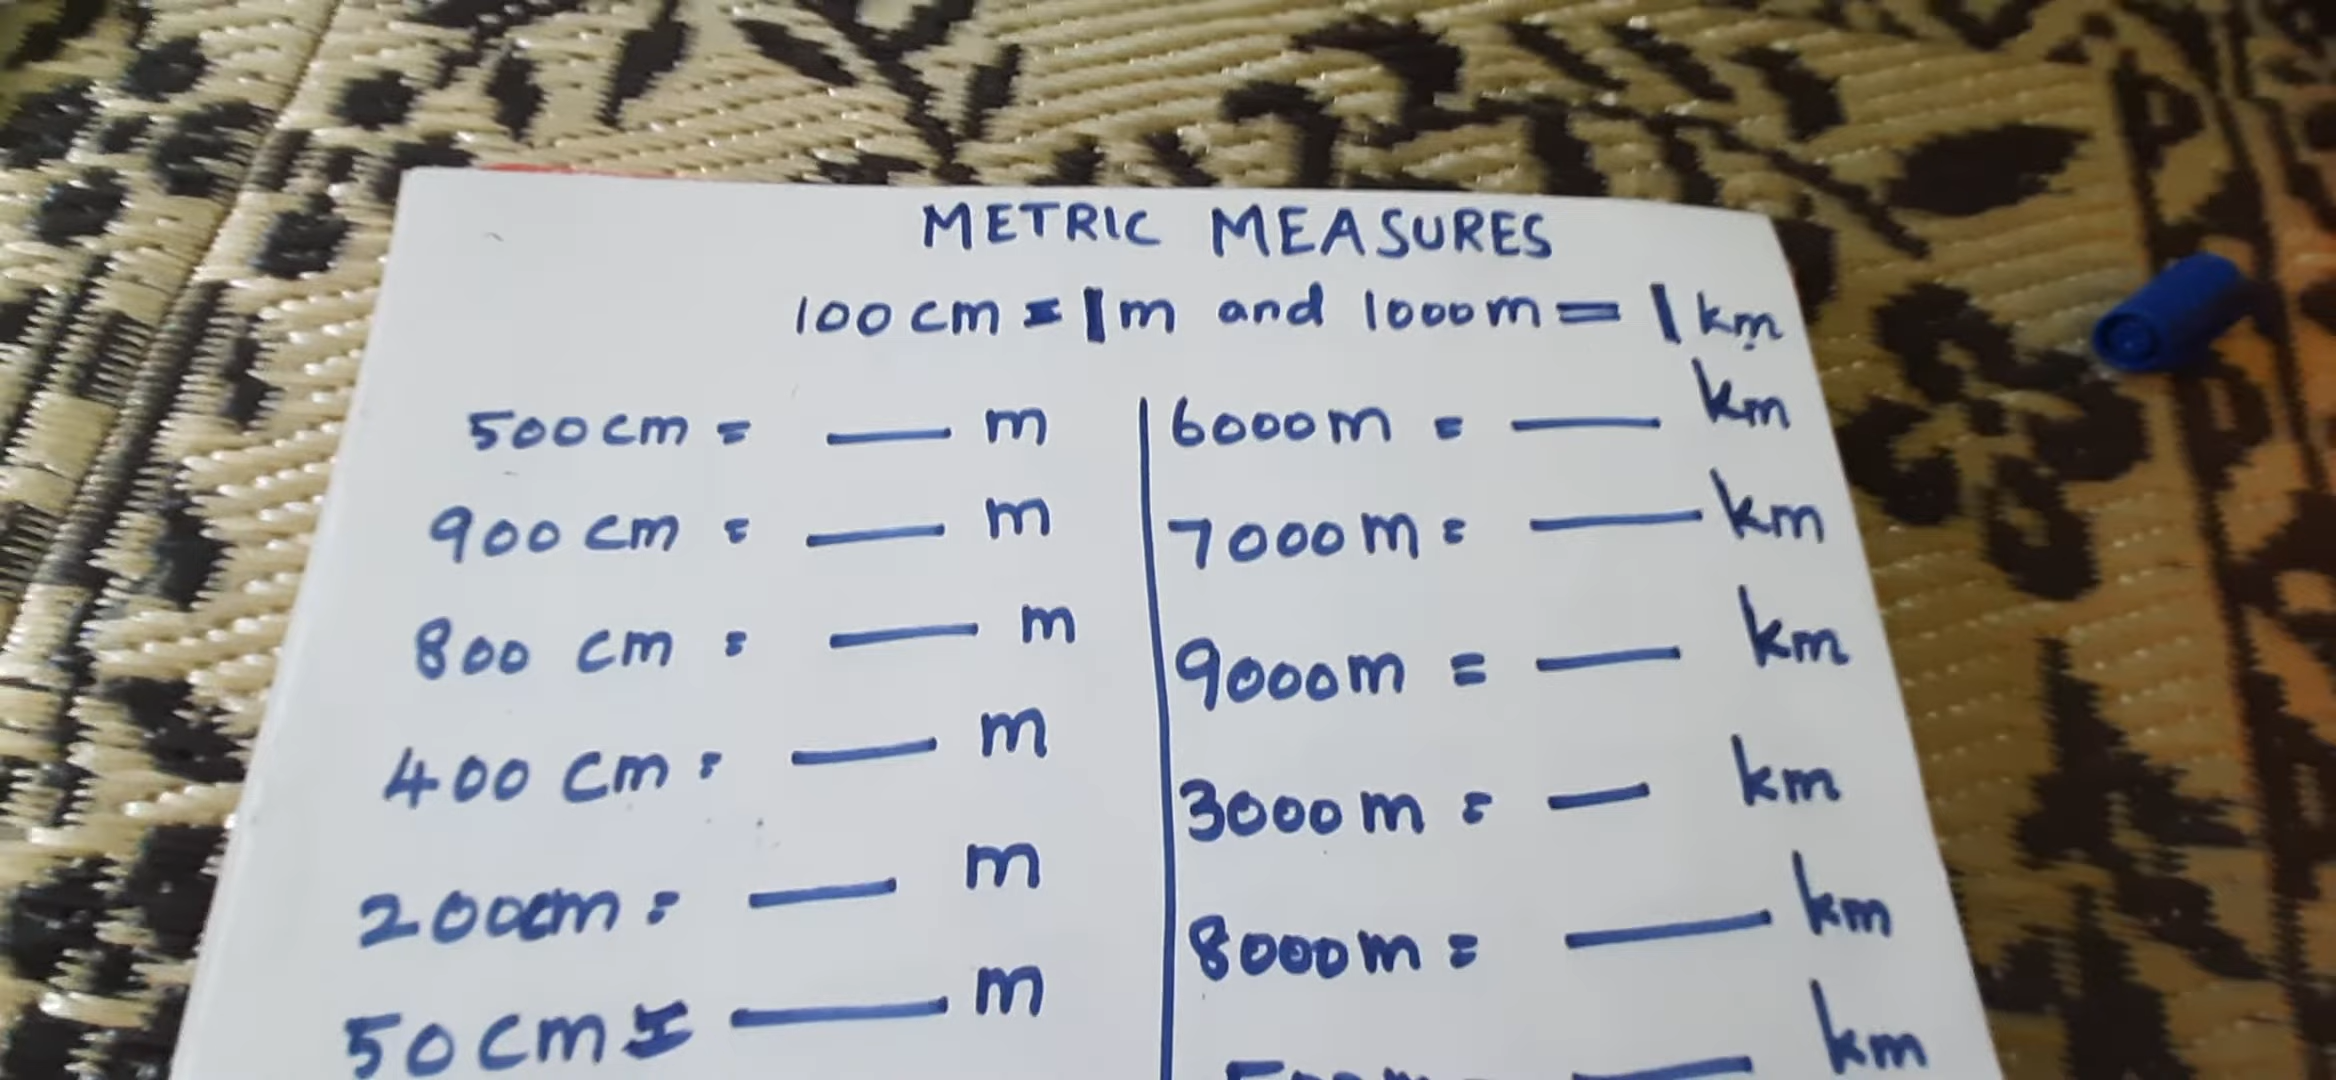 METRIC MEASURES
100 cm = 1 m and 1000 m = 1 km
500 cm = ___ m
900 cm = ___ m
800 cm = ___ m
400 cm = ___ m
200 cm = ___ m
50 cm = ___ m
6000 m = ___ km
7000 m = ___ km
9000 m = ___ km
3000 m = ___ km
8000 m = ___ km
___ km